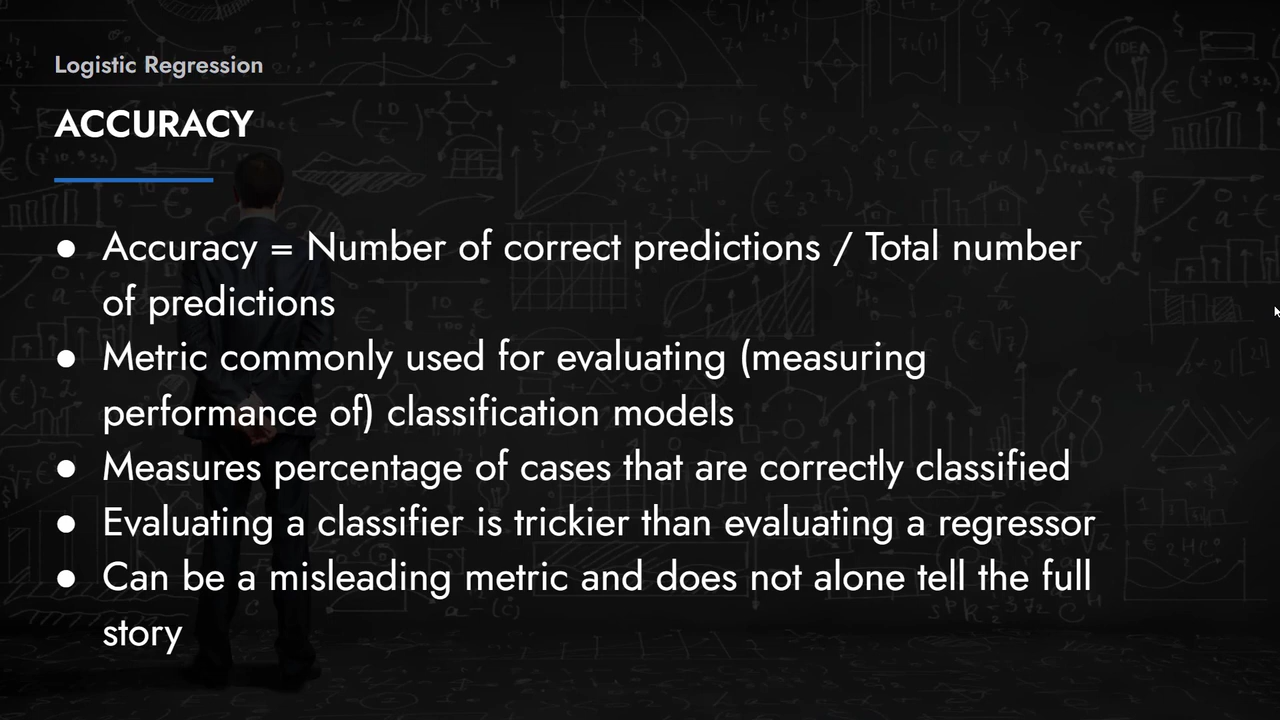 Logistic Regression
ACCURACY
● Accuracy = Number of correct predictions / Total number
of predictions
● Metric commonly used for evaluating (measuring
performance of) classification models
● Measures percentage of cases that are correctly classified
● Evaluating a classifier is trickier than evaluating a regressor
● Can be a misleading metric and does not alone tell the full
story
IDEA